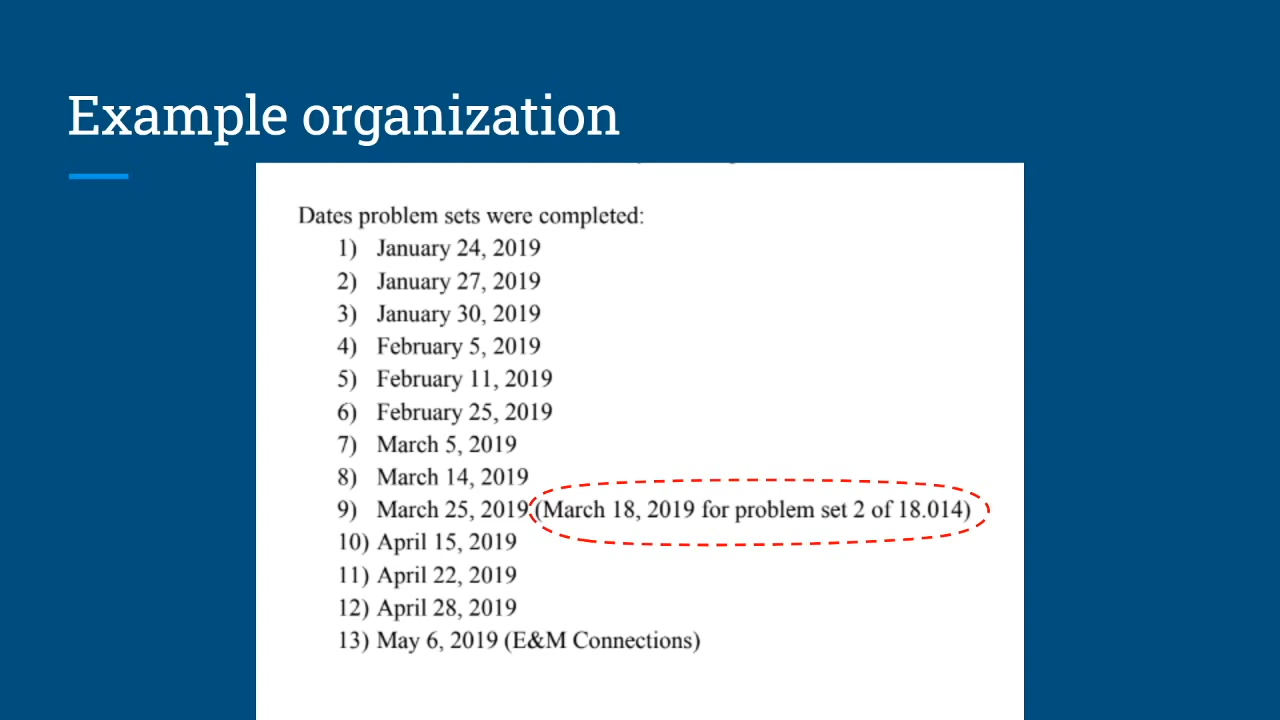 Example organization
Dates problem sets were completed:
1) January 24, 2019
2) January 27, 2019
3) January 30, 2019
4) February 5, 2019
5) February 11, 2019
6) February 25, 2019
7) March 5, 2019
8) March 14, 2019
9) March 25, 2019 (March 18, 2019 for problem set 2 of 18.014)
10) April 15, 2019
11) April 22, 2019
12) April 28, 2019
13) May 6, 2019 (E&M Connections)